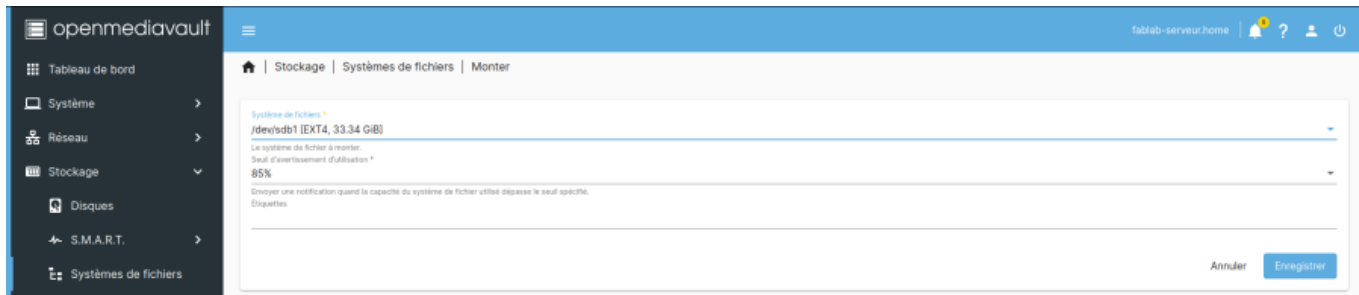 openmediavault
fablab-serveur.home
8
?
Tableau de bord
Stockage | Systèmes de fichiers | Monter
Système
Réseau
Stockage
Disques
S.M.A.R.T.
Systèmes de fichiers
Système de fichiers *
/dev/sdb1 [EXT4, 33.34 GiB]
Le système de fichier à monter.
Seuil d'avertissement d'utilisation *
85%
Envoyer une notification quand la capacité du système de fichier utilisé dépasse le seuil spécifié.
Étiquettes
Annuler
Enregistrer